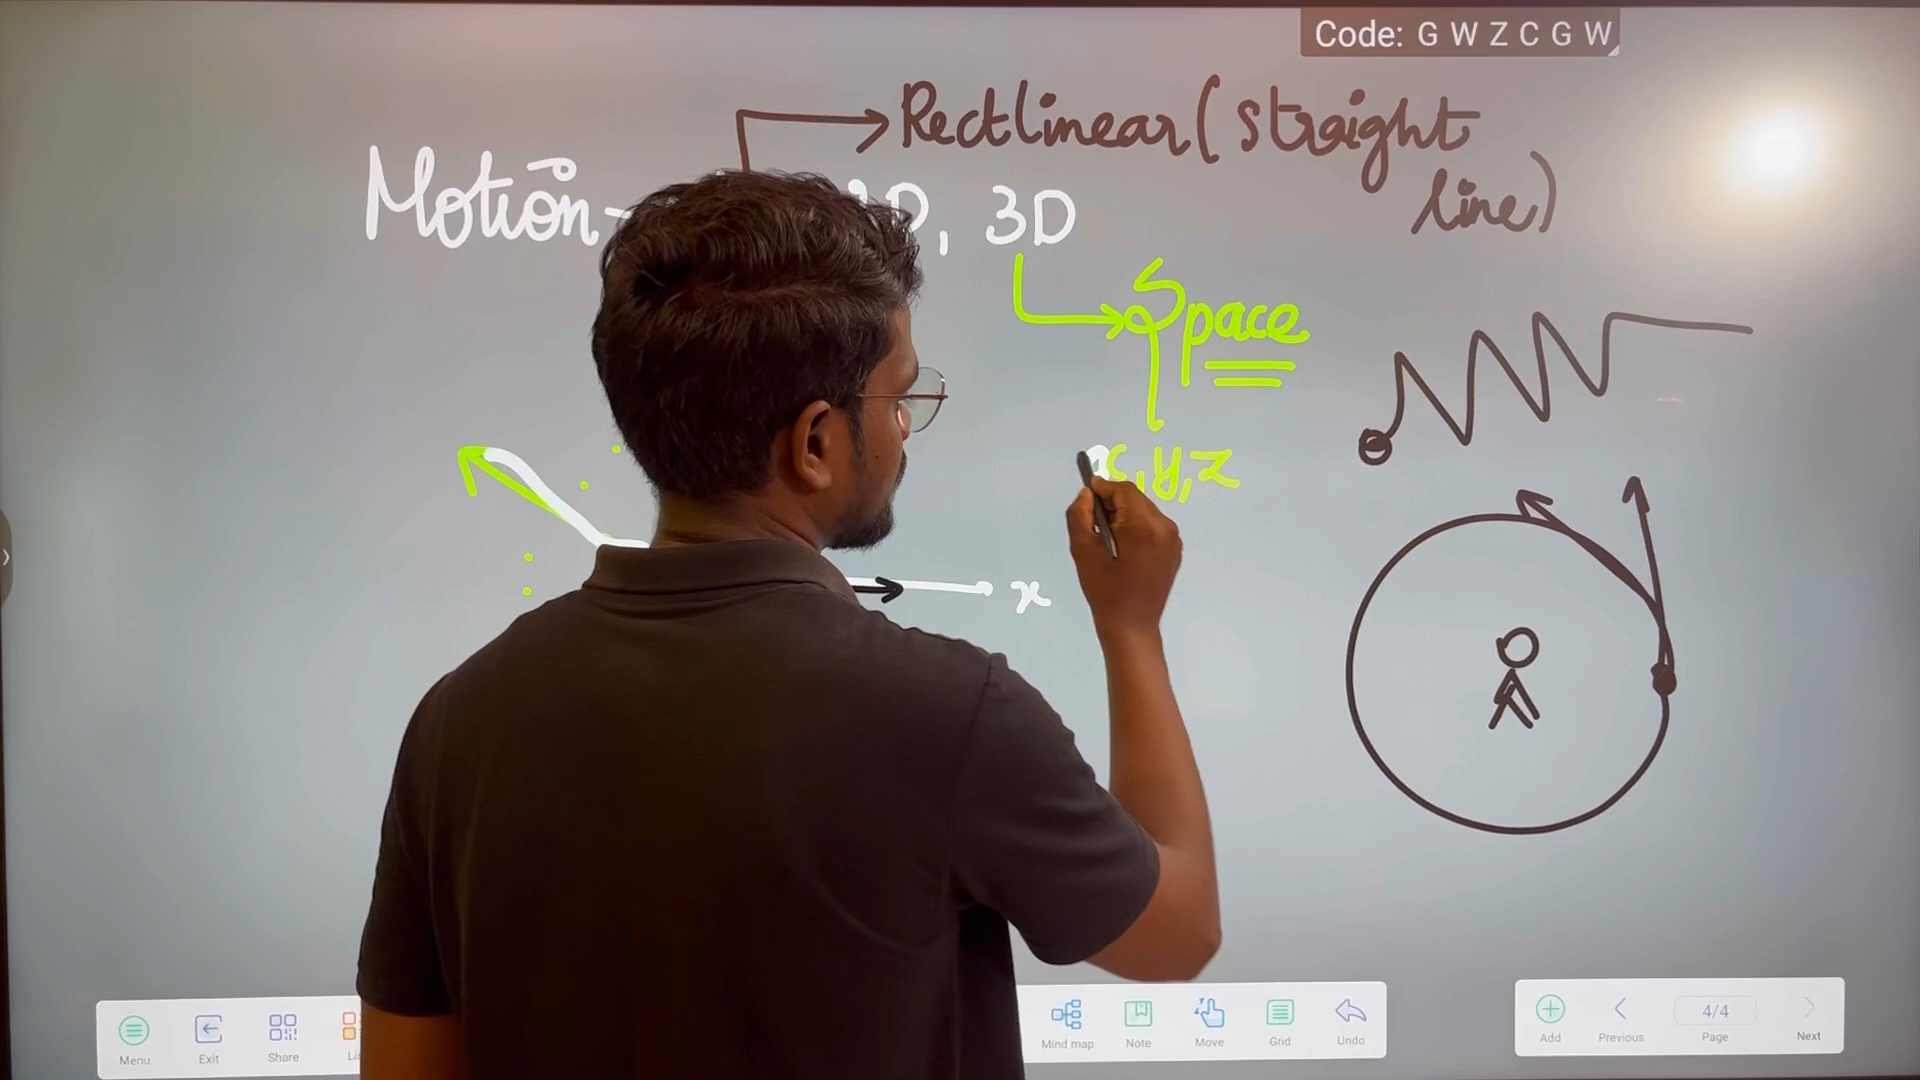 Code: G W Z C G W
Rectlinear (straight
line)
Motion- D, 3D
Space
x, y, z
x
Menu
Exit
Share
Mind map
Note
Move
Grid
Undo
Add
Previous
4/4
Page
Next